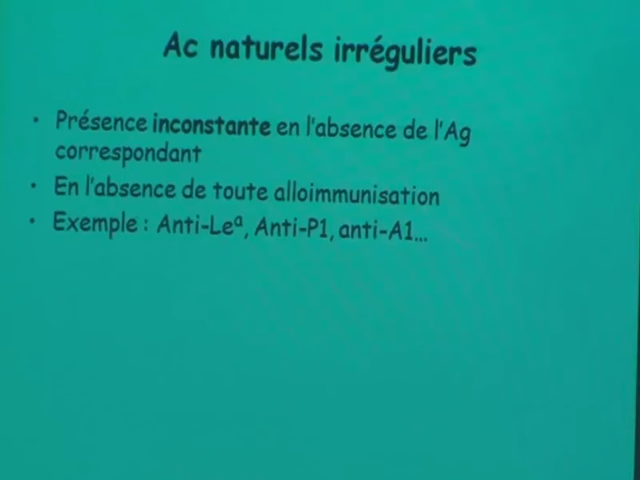 Ac naturels irréguliers
• Présence inconstante en l'absence de l'Ag
correspondant
• En l'absence de toute alloimmunisation
• Exemple : Anti-Leª, Anti-P1, anti-A1...